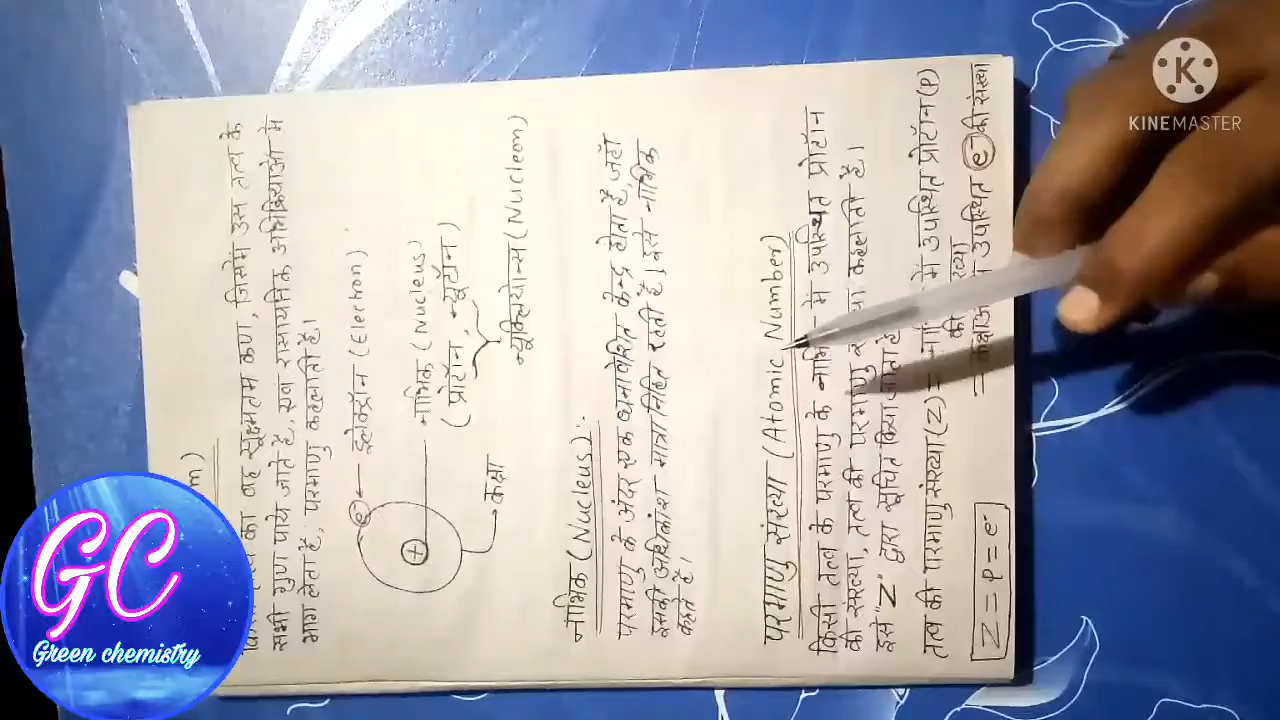 m)
का वह सूक्ष्मतम कण, जिसमें उस तत्व के
सभी गुण पाये जाते हैं, एवं रासायनिक अभिक्रियाओं में
भाग लेता है, परमाणु कहलाती है।
e⁻ इलेक्ट्रॉन (Electron)
+ नाभिक (Nucleus)
(प्रोटॉन, न्यूट्रॉन)
न्यूक्लियोन्स (Nucleon)
कक्षा
नाभिक (Nucleus):-
परमाणु के अंदर एक धनावेशित केन्द्र होता है, जहाँ
इसकी अधिकांश मात्रा निहित रहती है। इसे नाभिक
कहते हैं।
परमाणु संख्या (Atomic Number)
किसी तत्व के परमाणु के नाभिक में उपस्थित प्रोटॉन
की संख्या, तत्व की परमाणु कहलाती है।
इसे "Z" द्वारा सूचित किया जाता है
तत्व की परमाणु संख्या (Z) = में उपस्थित प्रोटॉन (P)
की
= उपस्थित e⁻ की संख्या
Z = P = e⁻
GC
Green chemistry
K
KINEMASTER